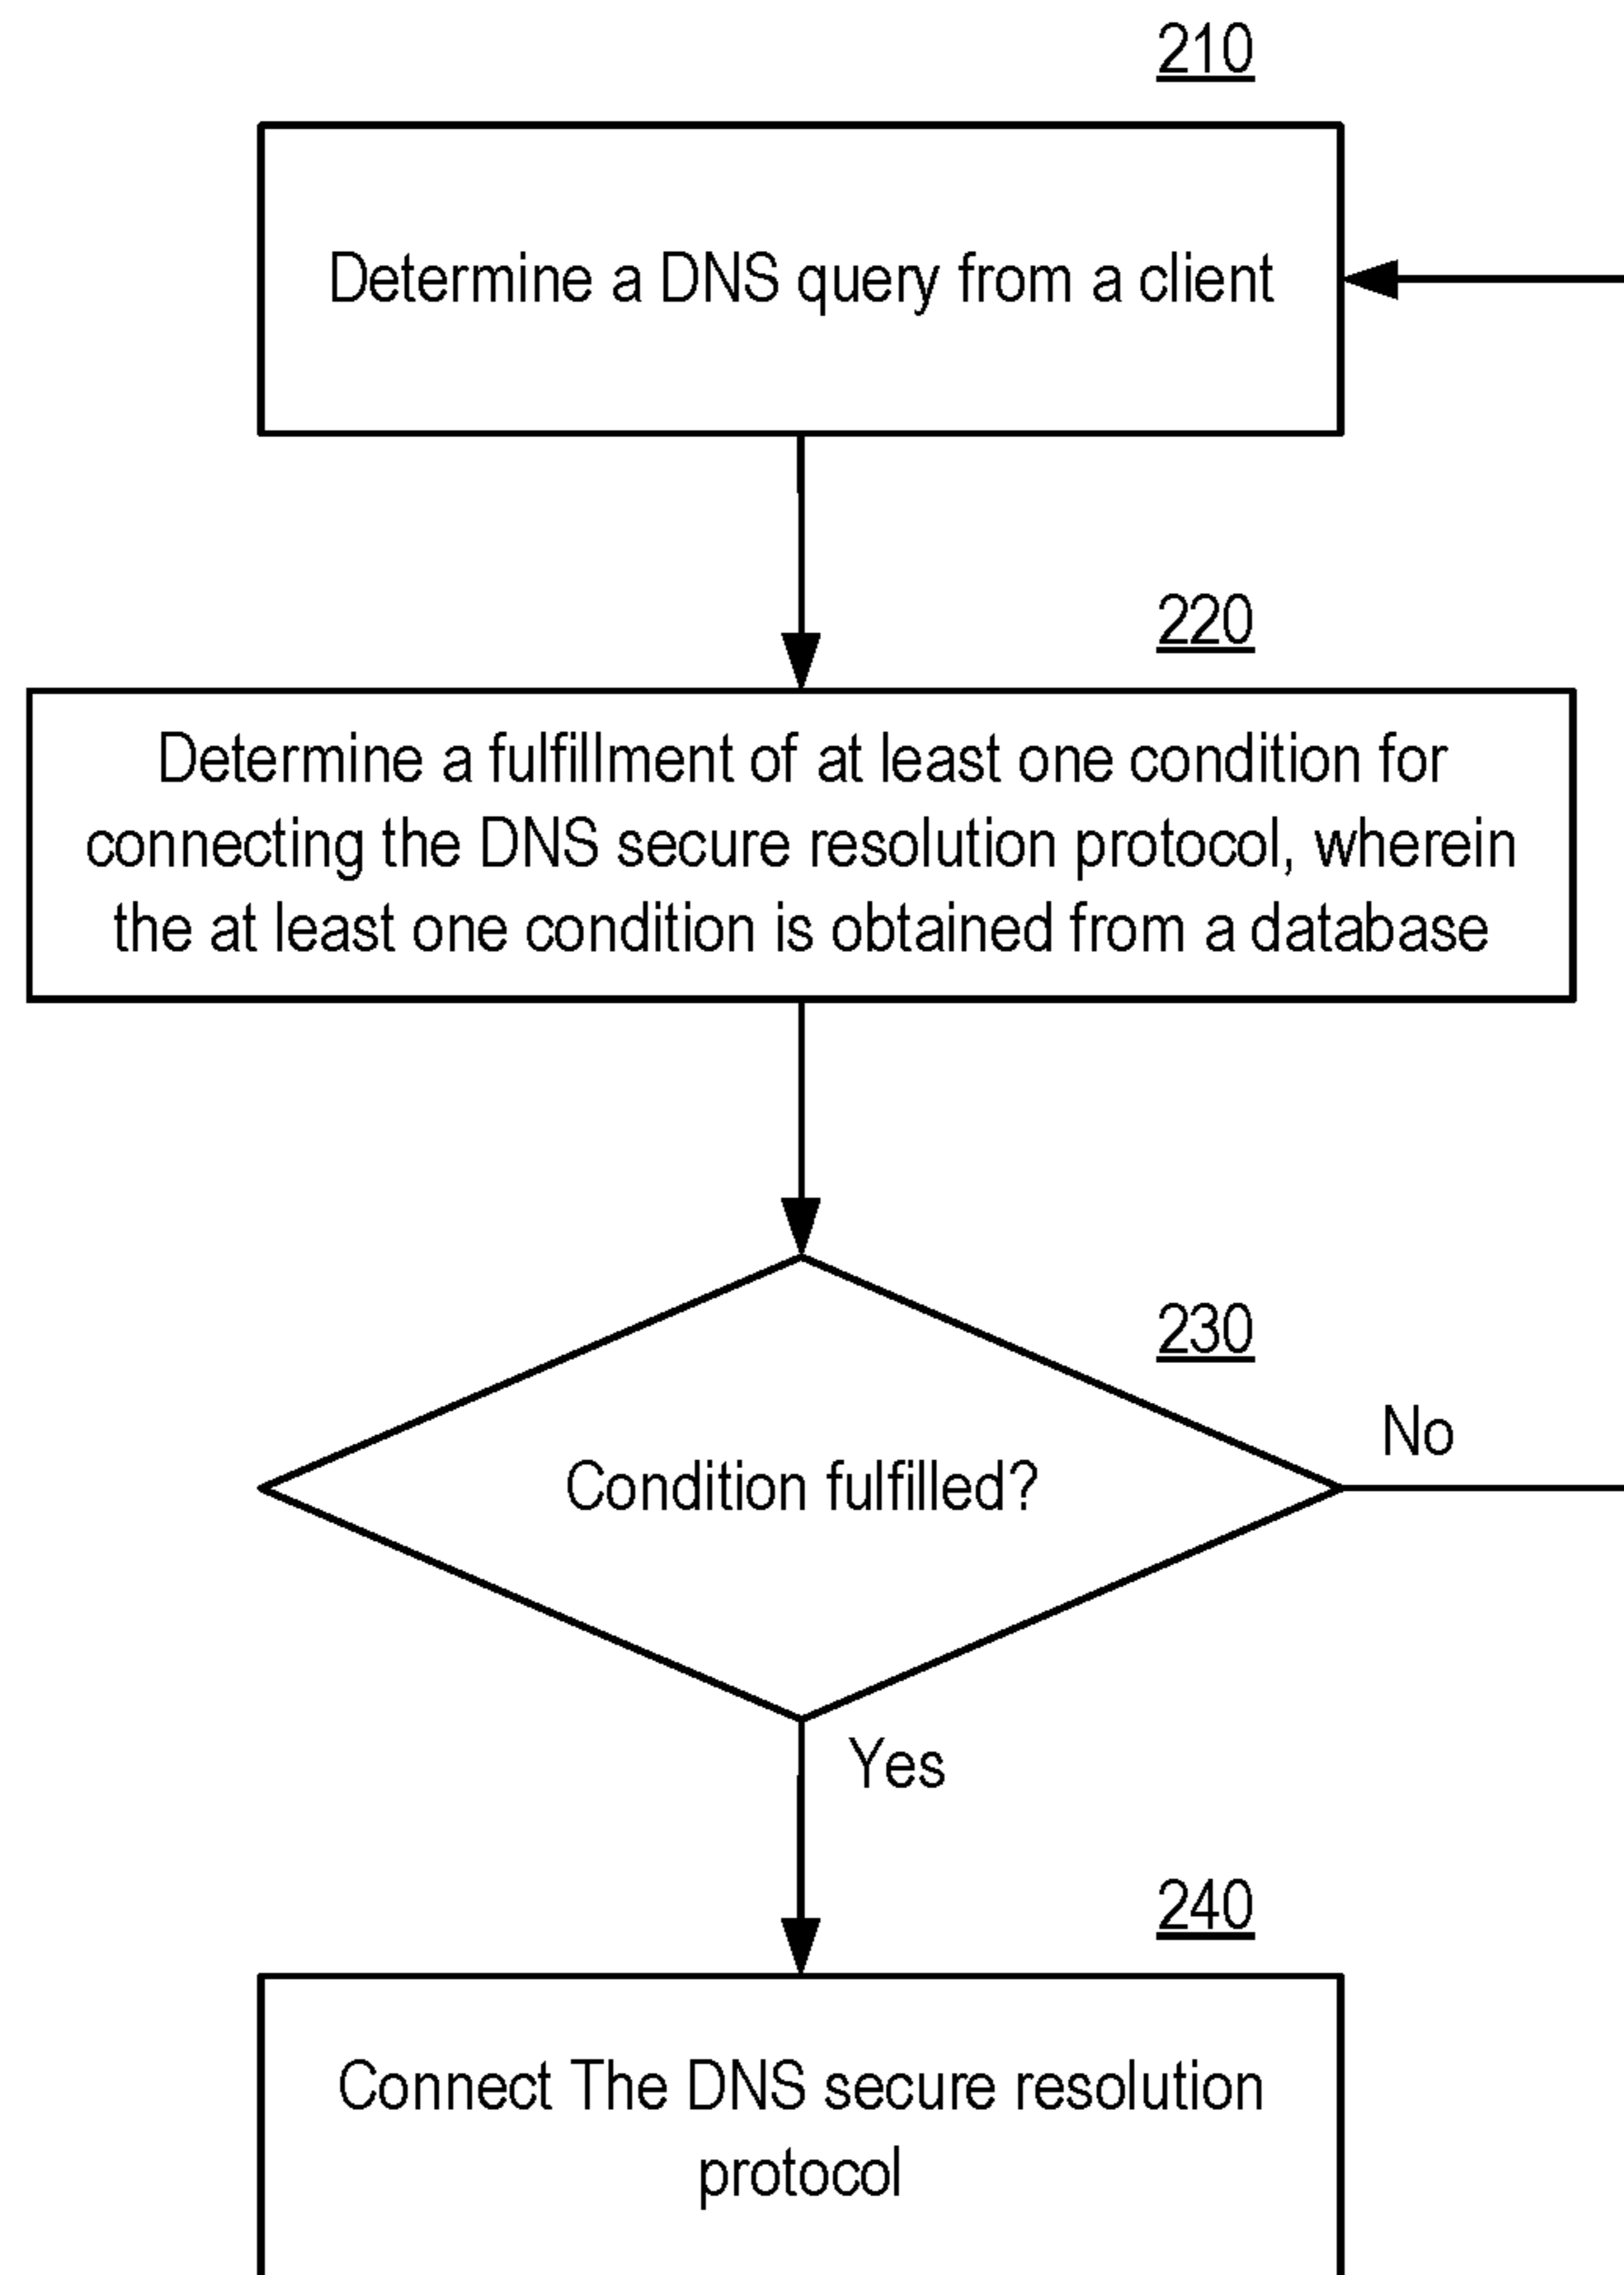 210
Determine a DNS query from a client
220
Determine a fulfillment of at least one condition for
connecting the DNS secure resolution protocol, wherein
the at least one condition is obtained from a database
230
Condition fulfilled?
No
Yes
240
Connect The DNS secure resolution
protocol